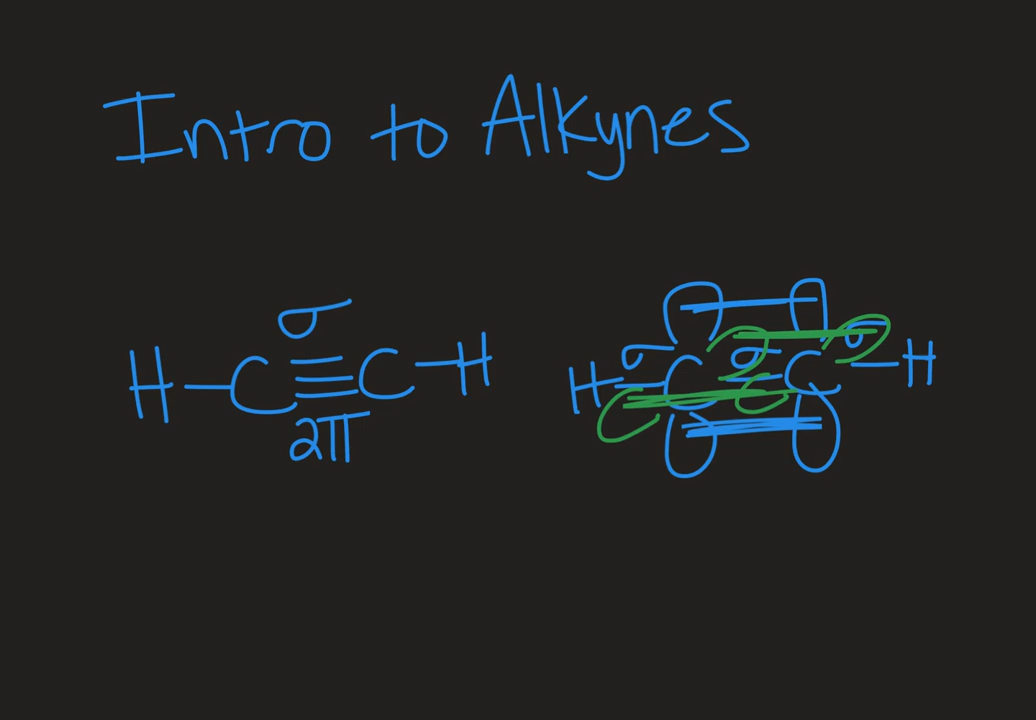 Intro to Alkynes
σ
H-C≡C-H
2π
σ σ σ
H-C-C-H